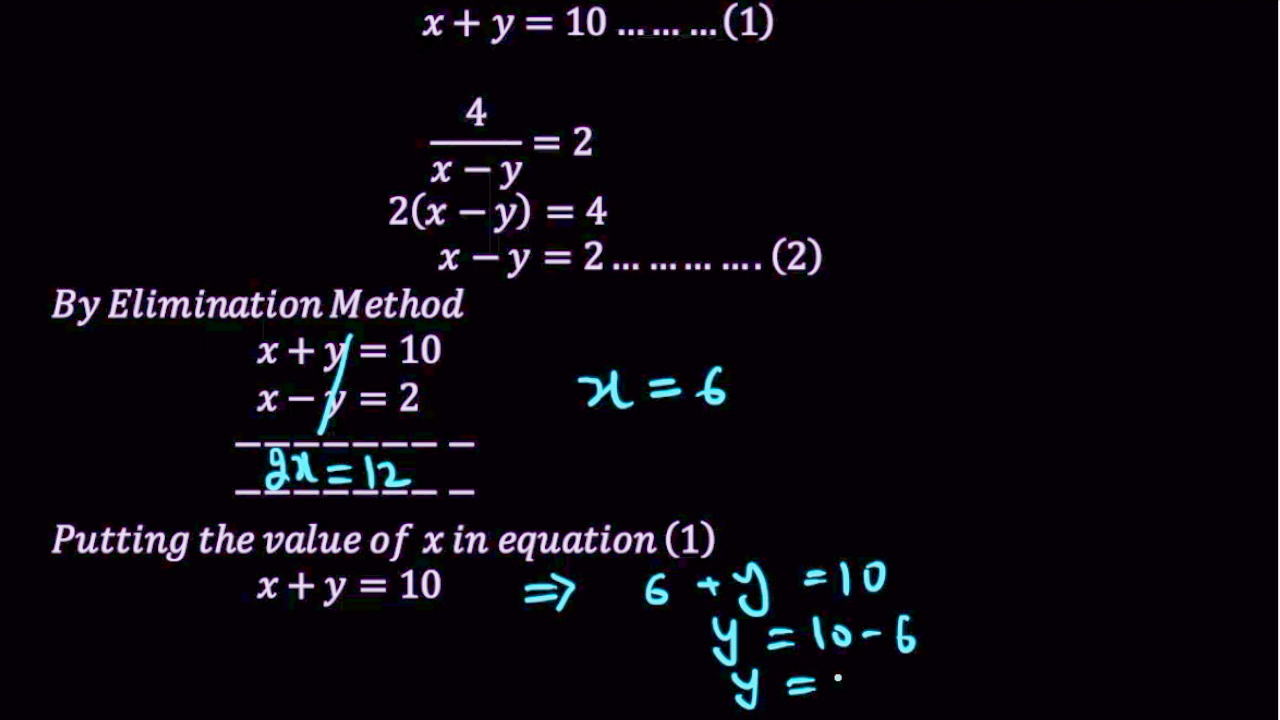 x + y = 10 ... ... ... (1)
4
x − y = 2
2(x − y) = 4
x − y = 2 ... ... ... .... (2)
By Elimination Method
x + y = 10
x − y = 2
x = 6
2x = 12
Putting the value of x in equation (1)
x + y = 10 ⇒ 6 + y = 10
y = 10 - 6
y =